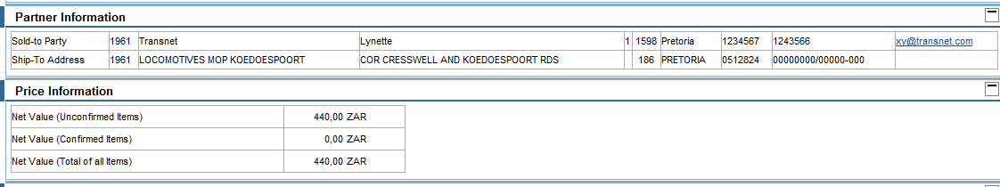 Partner Information
Sold-to Party 1961 Transnet Lynette 1 1598 Pretoria 1234567 1243566 xy@transnet.com
Ship-To Address 1961 LOCOMOTIVES MOP KOEDOESPOORT COR CRESSWELL AND KOEDOESPOORT RDS 186 PRETORIA 0512824 00000000/00000-000
Price Information
Net Value (Unconfirmed Items) 440,00 ZAR
Net Value (Confirmed Items) 0,00 ZAR
Net Value (Total of all Items) 440,00 ZAR